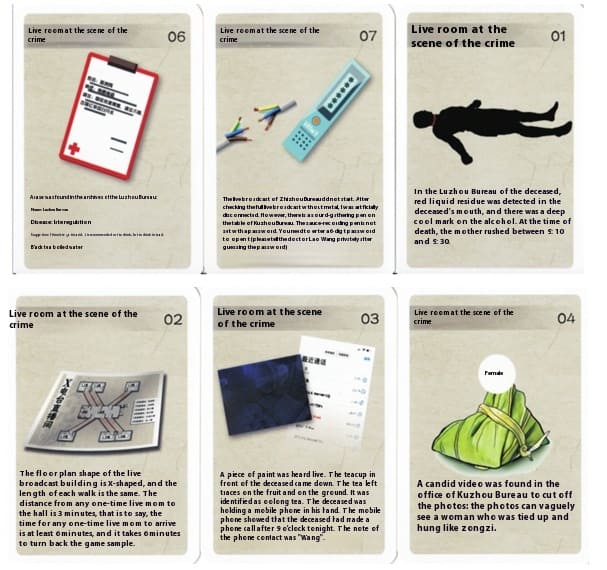 Live room at the scene of the
crime
06
A case was found in the archives of the Luzhou Bureau:
Name: Luzhou Bureau
Disease: Interregulation
Black tea boiled water
Live room at the scene of the
crime
07
The live broadcast of Zhizhou Bureau did not start. After
checking the full live broadcast without metal, I was artificially
disconnected. However, there is a sound-gathering pen on
the table of Kuzhou Bureau. The sauce-recording pen is not
set with a password. You need to enter a 6-digit password
to open t (please tell the doctor Lao Wang privately after
guessing the password)
Live room at the
scene of the crime
01
In the Luzhou Bureau of the deceased,
red liquid residue was detected in the
deceased's mouth, and there was a deep
cool mark on the alcohol. At the time of
death, the mother rushed between 5: 10
and 5: 30.
Live room at the scene of the
crime
02
X
台直播间
The floor plan shape of the live
broadcast building is X-shaped, and the
length of each walk is the same. The
distance from any one-time live mom to
the hall is 3 minutes, that is to say, the
time for any one-time live mom to arrive
is at least 6 minutes, and it takes 6 minutes
to turn back the game sample.
Live room at the scene
of the crime
03
最近通话
A piece of paint was heard live. The teacup in
front of the deceased came down. The tea left
traces on the fruit and on the ground. It was
identified as oolong tea. The deceased was
holding a mobile phone in his hand. The mobile
phone showed that the deceased had made a
phone call after 9 o'clock tonight. The note of
the phone contact was "Wang".
Live room at the scene of the
crime
04
Female
A candid video was found in the
office of Kuzhou Bureau to cut off
the photos: the photos can vaguely
see a woman who was tied up and
hung like zongzi.